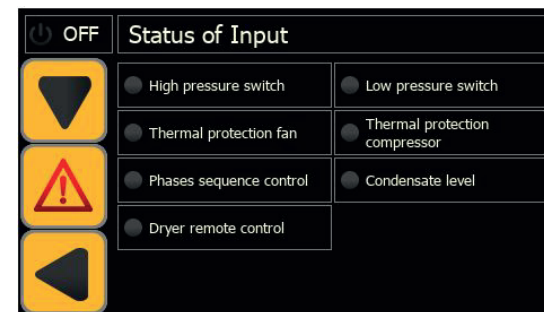 OFF
Status of Input
High pressure switch
Low pressure switch
Thermal protection fan
Thermal protection
compressor
Phases sequence control
Condensate level
Dryer remote control